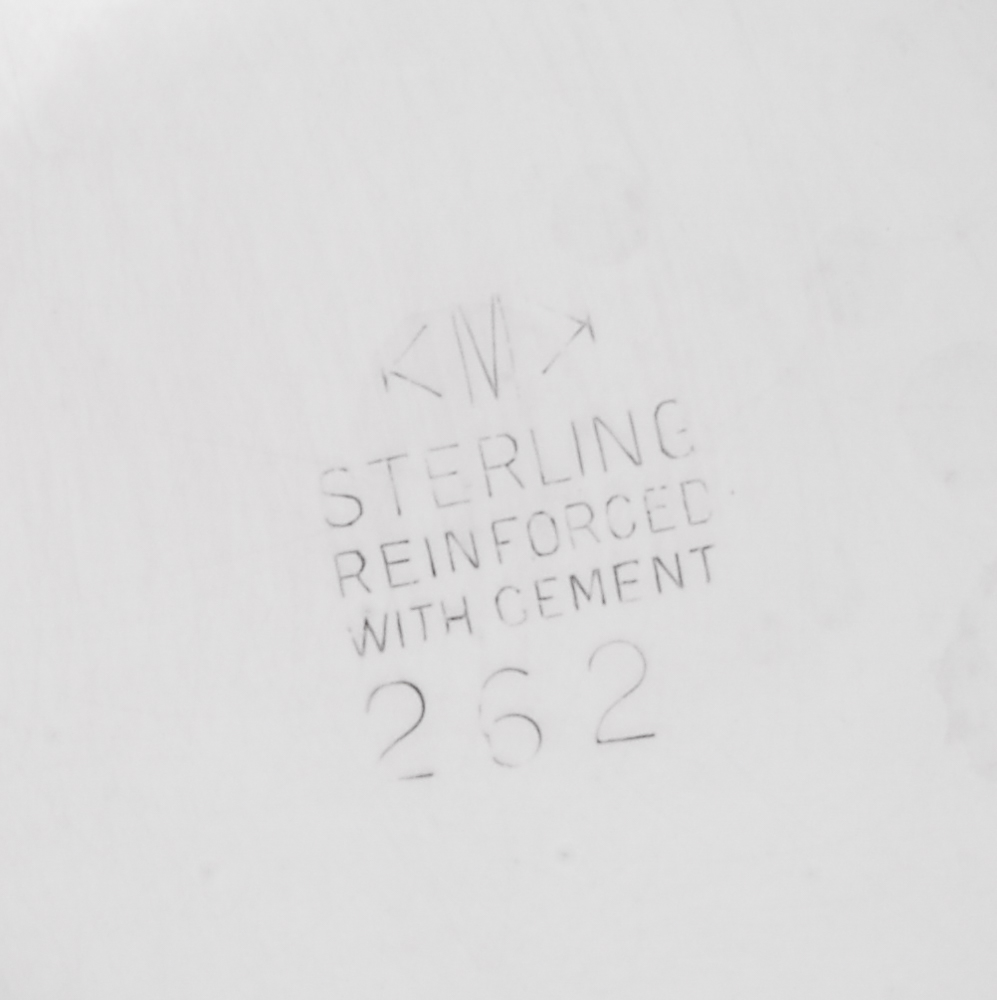 M
STERLING
REINFORCED
WITH CEMENT
262